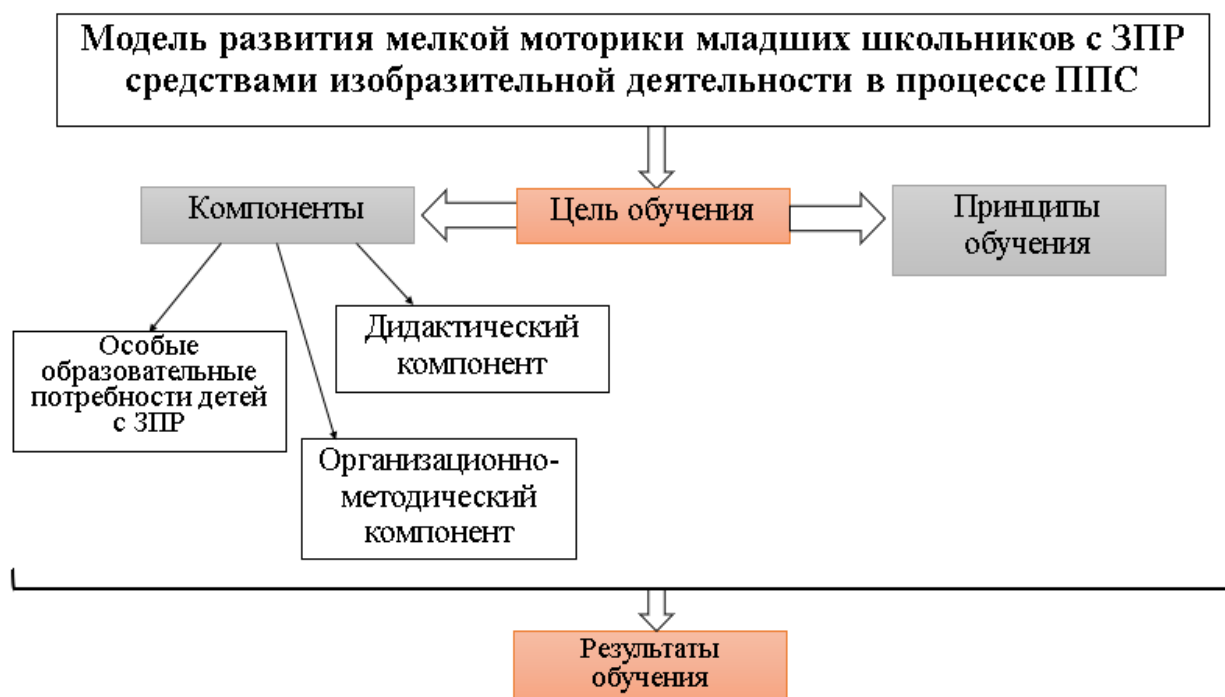 Модель развития мелкой моторики младших школьников с ЗПР
средствами изобразительной деятельности в процессе ППС
Компоненты
Цель обучения
Принципы
обучения
Особые
образовательные
потребности детей
с ЗПР
Дидактический
компонент
Организационно-
методический
компонент
Результаты
обучения